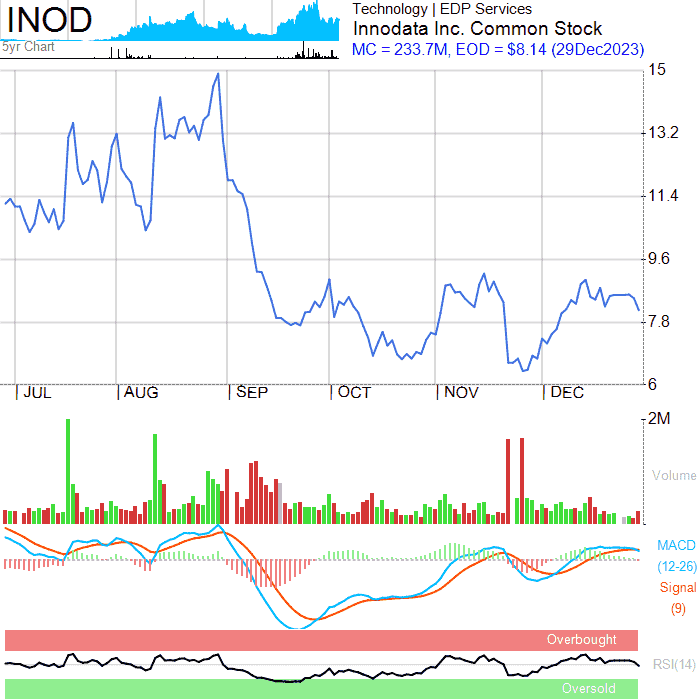 INOD
5yr Chart
Technology | EDP Services
Innodata Inc. Common Stock
MC = 233.7M, EOD = $8.14 (29Dec2023)
15
13.2
11.4
9.6
7.8
6
JUL AUG SEP OCT NOV DEC
2M
Volume
MACD
(12-26)
Signal
(9)
Overbought
RSI(14)
Oversold